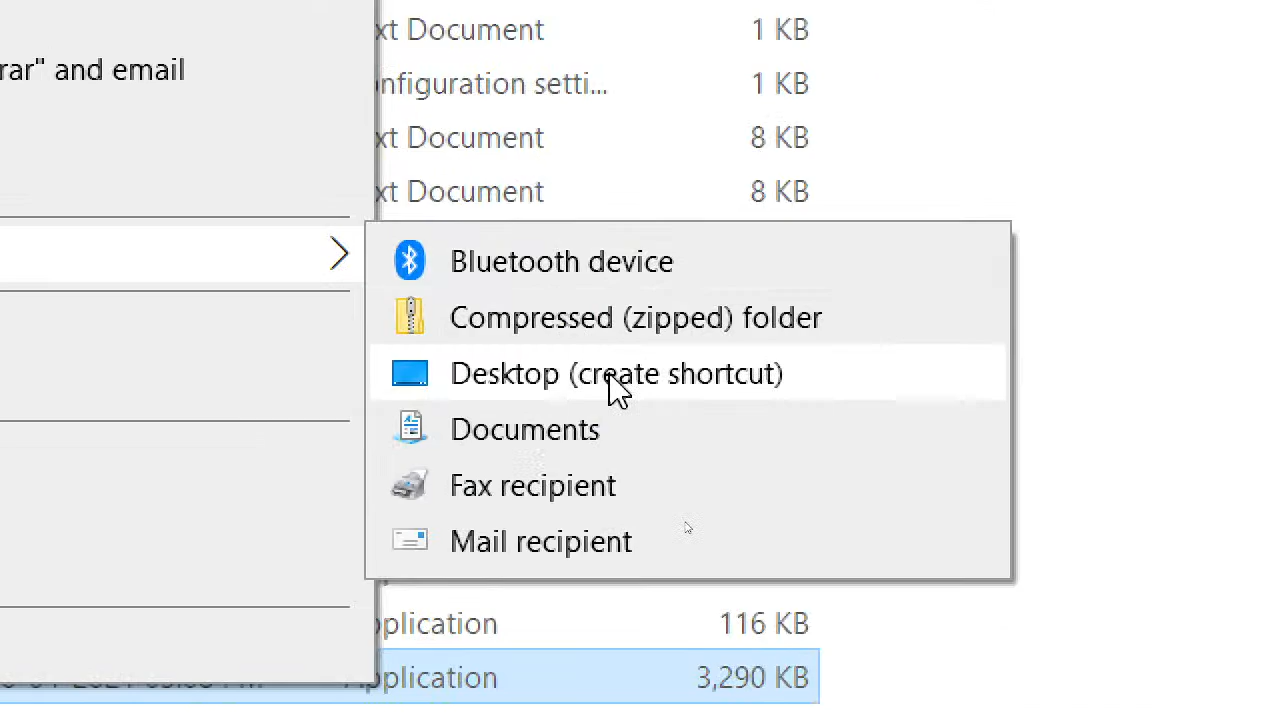 xt Document 1 KB
rar" and email
nfiguration setti... 1 KB
xt Document 8 KB
xt Document 8 KB
Bluetooth device
Compressed (zipped) folder
Desktop (create shortcut)
Documents
Fax recipient
Mail recipient
pplication 116 KB
Application 3,290 KB